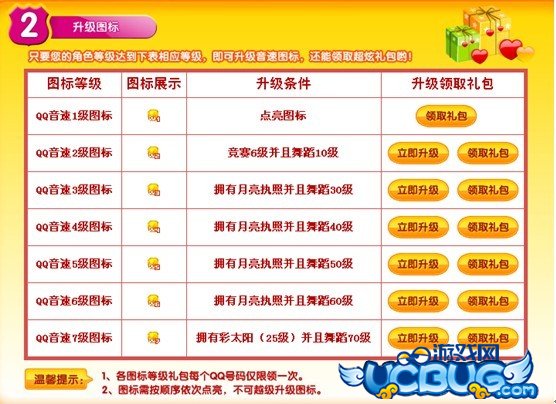 2 升级图标
只要您的角色等级达到下表相应等级，即可升级音速图标，还能领取超炫礼包哟！
图标等级 图标展示 升级条件 升级领取礼包
QQ音速1级图标 点亮图标 领取礼包
QQ音速2级图标 竞赛6级并且舞蹈10级 立即升级 领取礼包
QQ音速3级图标 拥有月亮执照并且舞蹈30级 立即升级 领取礼包
QQ音速4级图标 拥有月亮执照并且舞蹈40级 立即升级 领取礼包
QQ音速5级图标 拥有月亮执照并且舞蹈50级 立即升级 领取礼包
QQ音速6级图标 拥有月亮执照并且舞蹈60级 立即升级 领取礼包
QQ音速7级图标 拥有彩太阳（25级）并且舞蹈70级 立即升级 领取礼包
温馨提示： 1、各图标等级礼包每个QQ号码仅限领一次。
2、图标需按顺序依次点亮，不可越级升级图标。
游戏网
UCBUG.COM